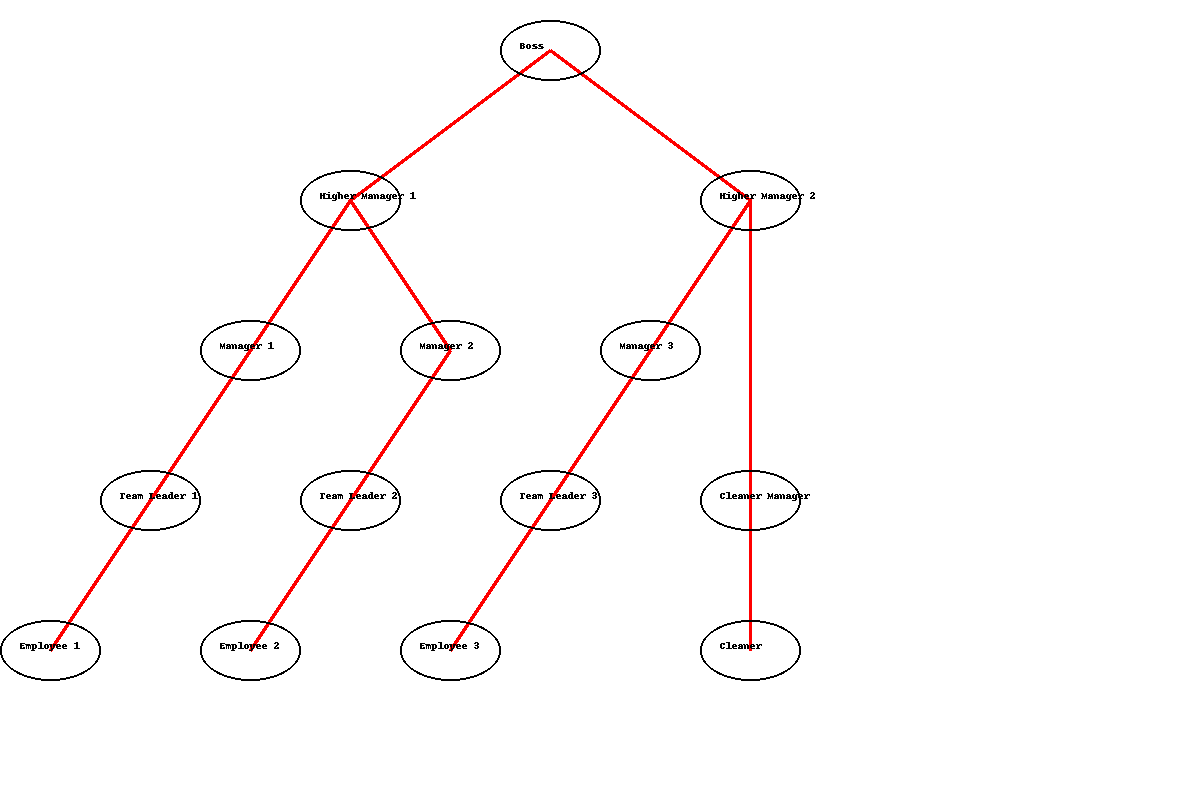 Boss
Higher Manager 1
Higher Manager 2
Manager 1
Manager 2
Manager 3
Team Leader 1
Team Leader 2
Team Leader 3
Cleaner Manager
Employee 1
Employee 2
Employee 3
Cleaner